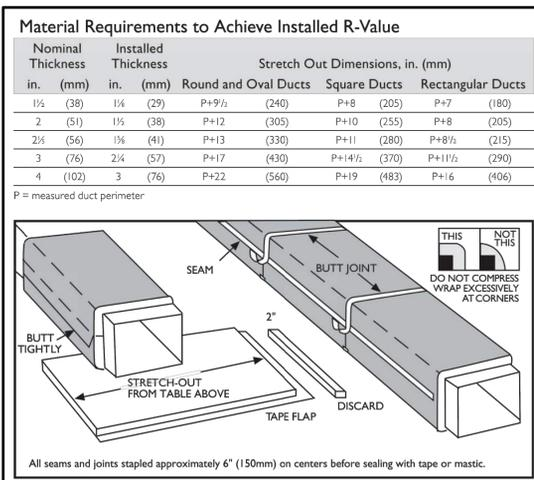 Material Requirements to Achieve Installed R-Value
Nominal Thickness Installed Thickness Stretch Out Dimensions, in. (mm)
in. (mm) in. (mm) Round and Oval Ducts Square Ducts Rectangular Ducts
1½ (38) 1⅛ (29) P+9½ (240) P+8 (205) P+7 (180)
2 (51) 1½ (38) P+12 (305) P+10 (255) P+8 (205)
(56) (41) P+13 (330) P+11 (280) P+8½ (215)
3 (76) 2¼ (57) P+17 (430) P+14½ (370) P+11½ (290)
4 (102) 3 (76) P+22 (560) P+19 (483) P+16 (406)
P = measured duct perimeter
THIS
NOT
THIS
DO NOT COMPRESS
WRAP EXCESSIVELY
AT CORNERS
SEAM
BUTT JOINT
BUTT
TIGHTLY
2"
STRETCH-OUT
FROM TABLE ABOVE
DISCARD
TAPE FLAP
All seams and joints stapled approximately 6" (150mm) on centers before sealing with tape or mastic.